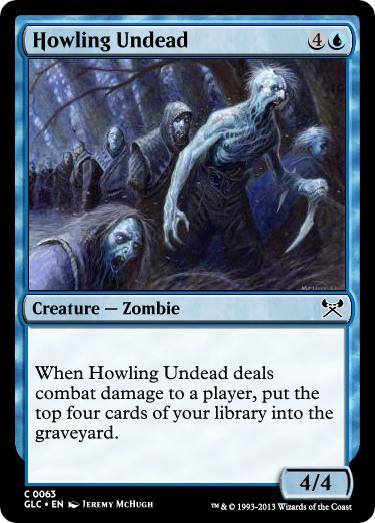 Howling Undead 4
Creature — Zombie
When Howling Undead deals
combat damage to a player, put the
top four cards of your library into the
graveyard.
4/4
C 0063
GLC • EN Jeremy McHugh
™ & © 1993-2013 Wizards of the Coast